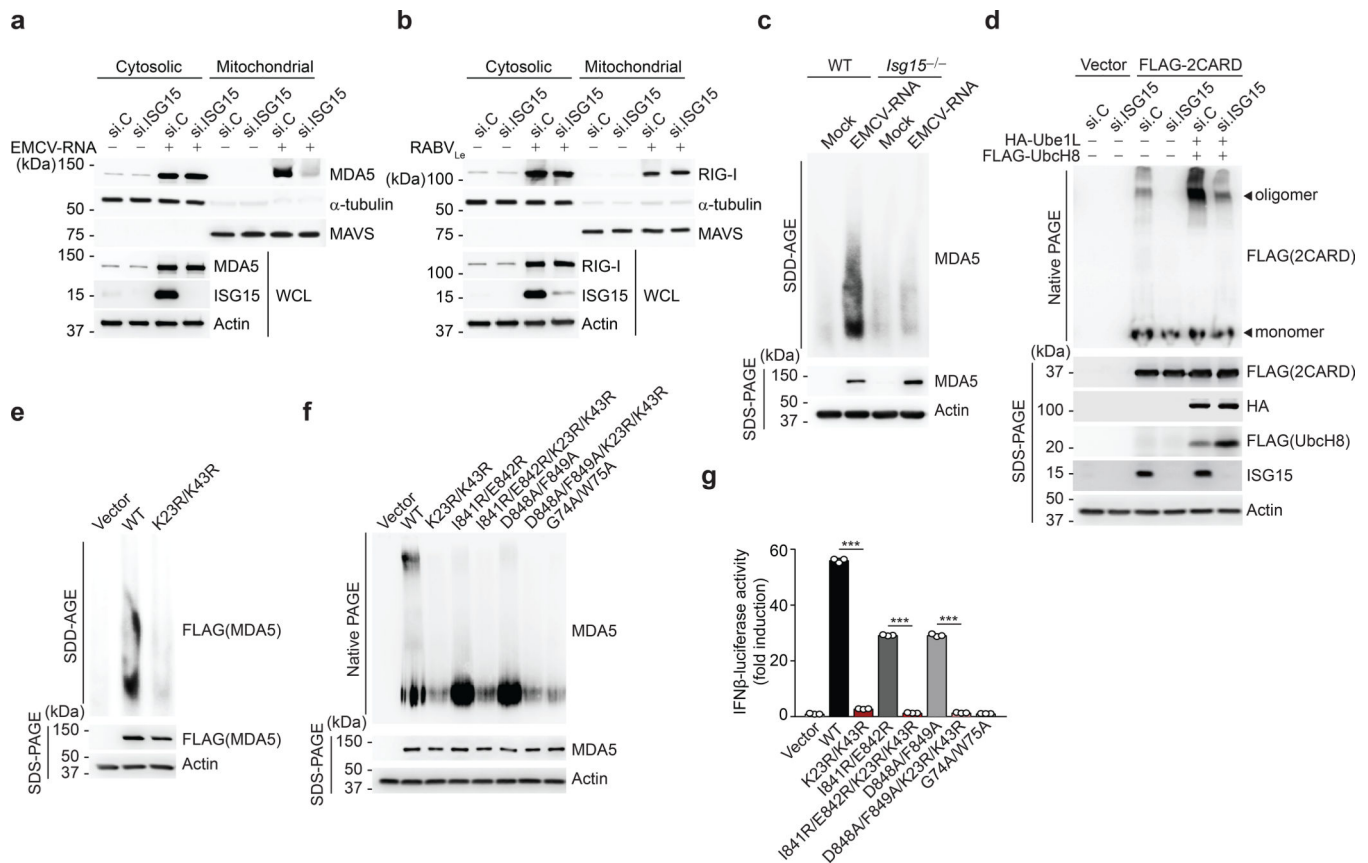 a
Cytosolic Mitochondrial
si.C si.ISG15 si.C si.ISG15 si.C si.ISG15 si.C si.ISG15
EMCV-RNA – – + + – – + +
(kDa)
150 MDA5
50 α-tubulin
75 MAVS
150 MDA5
15 ISG15 WCL
37 Actin
b
Cytosolic Mitochondrial
si.C si.ISG15 si.C si.ISG15 si.C si.ISG15 si.C si.ISG15
RABVLe – – + + – – + +
(kDa)
100 RIG-I
50 α-tubulin
75 MAVS
100 RIG-I
15 ISG15 WCL
37 Actin
c
WT Isg15–/–
Mock EMCV-RNA Mock EMCV-RNA
SDD-AGE
MDA5
(kDa)
SDS-PAGE
150 MDA5
50
37 Actin
d
Vector FLAG-2CARD
si.C si.ISG15 si.C si.ISG15 si.C si.ISG15
HA-Ube1L – – – – + +
FLAG-UbcH8 – – – – + +
Native PAGE
oligomer
FLAG(2CARD)
monomer
(kDa)
SDS-PAGE
37 FLAG(2CARD)
100 HA
20 FLAG(UbcH8)
15 ISG15
50
37 Actin
e
Vector WT K23R/K43R
SDD-AGE
FLAG(MDA5)
(kDa)
SDS-PAGE
150 FLAG(MDA5)
50
37 Actin
f
Vector WT K23R/K43R I841R/E842R I841R/E842R/K23R/K43R D848A/F849A D848A/F849A/K23R/K43R G74A/W75A
Native PAGE
MDA5
(kDa)
SDS-PAGE
150 MDA5
50
37 Actin
g
IFNβ-luciferase activity
(fold induction)
60
40
20
0
*** *** ***
Vector WT K23R/K43R I841R/E842R I841R/E842R/K23R/K43R D848A/F849A D848A/F849A/K23R/K43R G74A/W75A